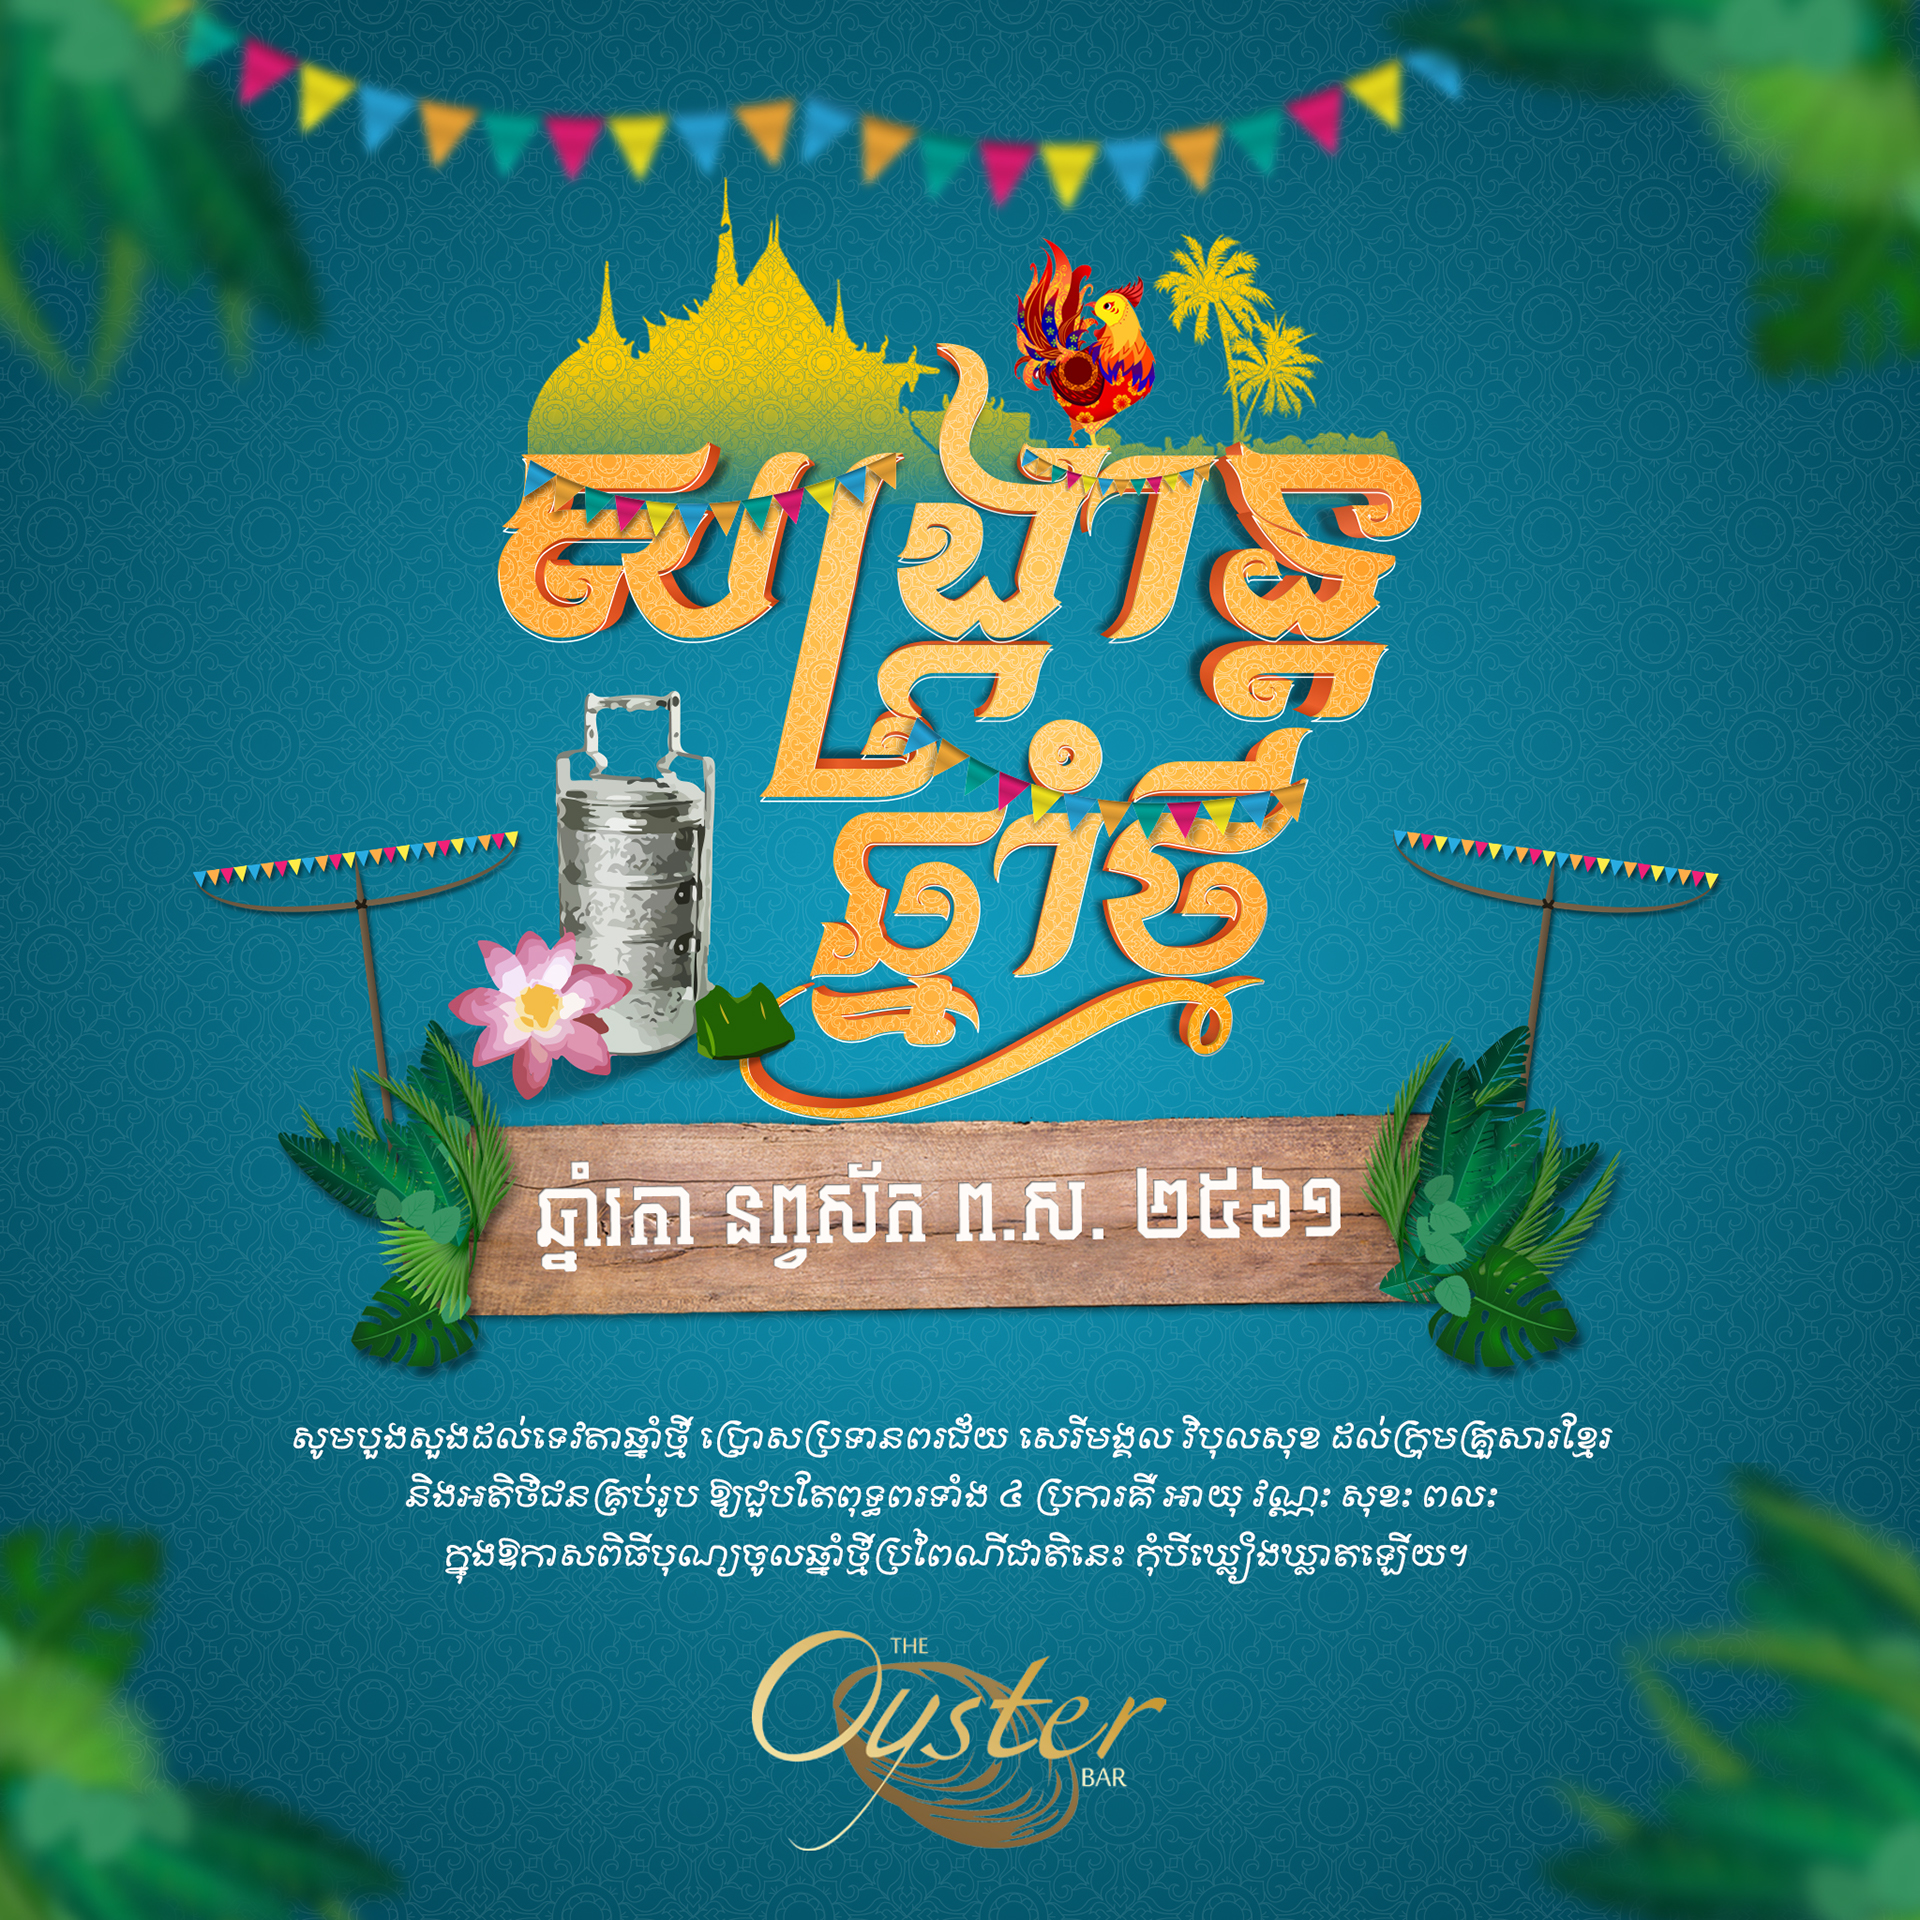 សង្ក្រាន្ត
ឆ្នាំថ្មី
ឆ្នាំរកា នព្វស័ក ព.ស. ២៥៦១
សូមបួងសួងដល់ទេវតាឆ្នាំថ្មី ប្រោសប្រទានពរជ័យ សេរីមង្គល វិបុលសុខ ដល់ក្រុមគ្រួសារខ្មែរ
និងអតិថិជនគ្រប់រូប ឱ្យជួបតែពុទ្ធពរទាំង ៤ ប្រការគឺ អាយុ វណ្ណៈ សុខៈ ពលៈ
ក្នុងឱកាសពិធីបុណ្យចូលឆ្នាំថ្មីប្រពៃណីជាតិនេះ កុំបីឃ្លៀងឃ្លាតឡើយ។
THE
Oyster
BAR